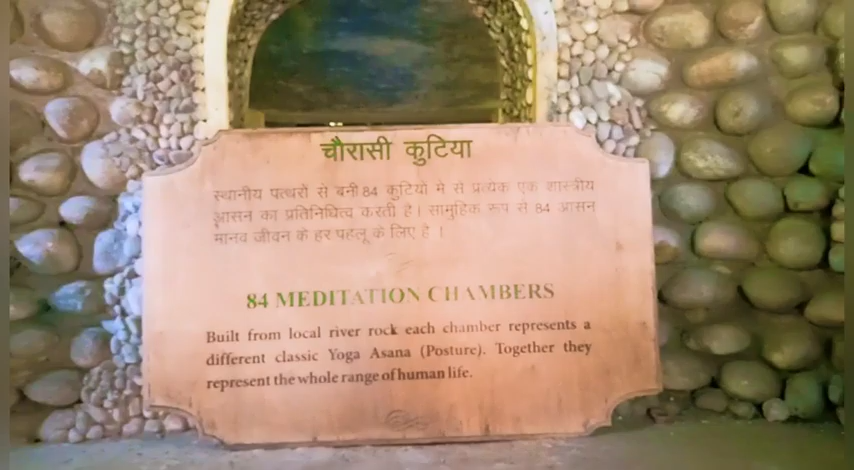 चौरासी कुटिया
स्थानीय पत्थरों से बनी 84 कुटियों मे से प्रत्येक एक शास्त्रीय
आसन का प्रतिनिधित्व करती है। सामुहिक रूप से 84 आसन
मानव जीवन के हर पहलू के लिए है ।
84 MEDITATION CHAMBERS
Built from local river rock each chamber represents a
different classic Yoga Asana (Posture). Together they
represent the whole range of human life.